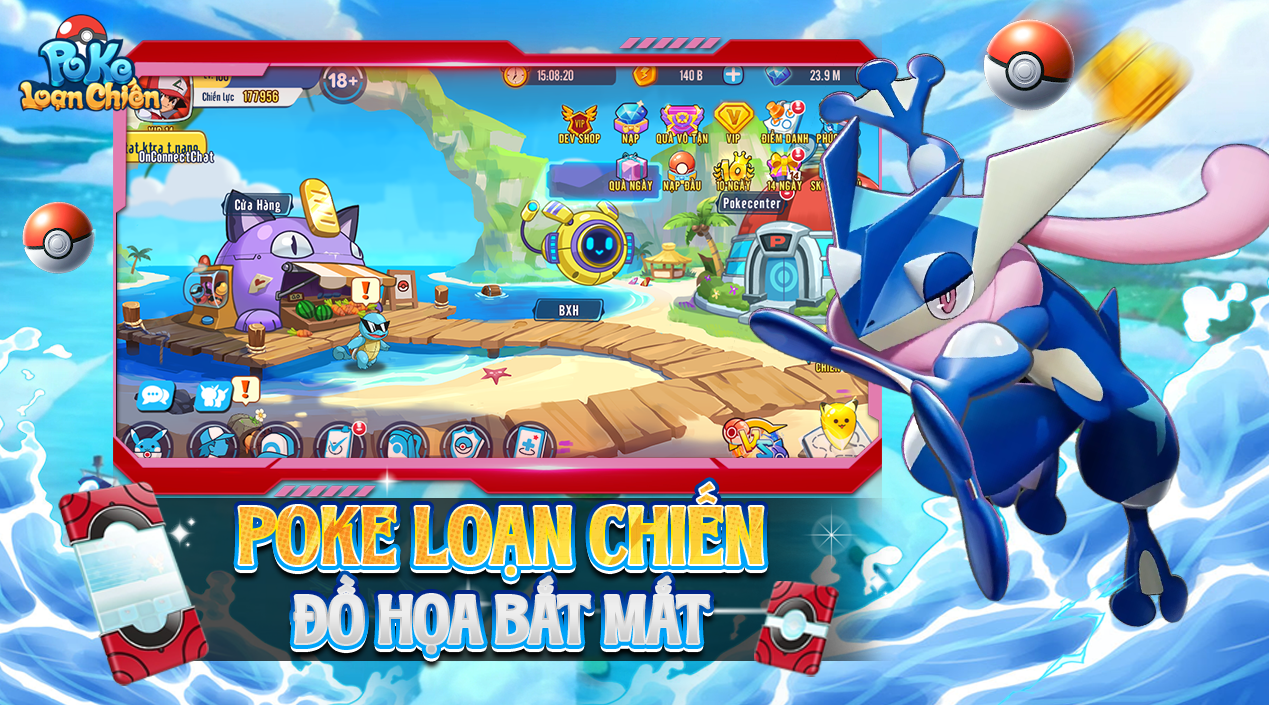 Poke
Loạn Chiến
Chiến lực 177956
18+
15:08:20
140 B
23.9 M
OnConnectChat
DEV SHOP
NẠP
QUÀ VÔ TẬN
VIP
ĐIỂM DANH
QUÀ NGÀY
NẠP ĐẦU
10 NGÀY
14 NGÀY
SK
Cửa Hàng
Pokecenter
BXH
POKE LOẠN CHIẾN
ĐỒ HỌA BẮT MẮT